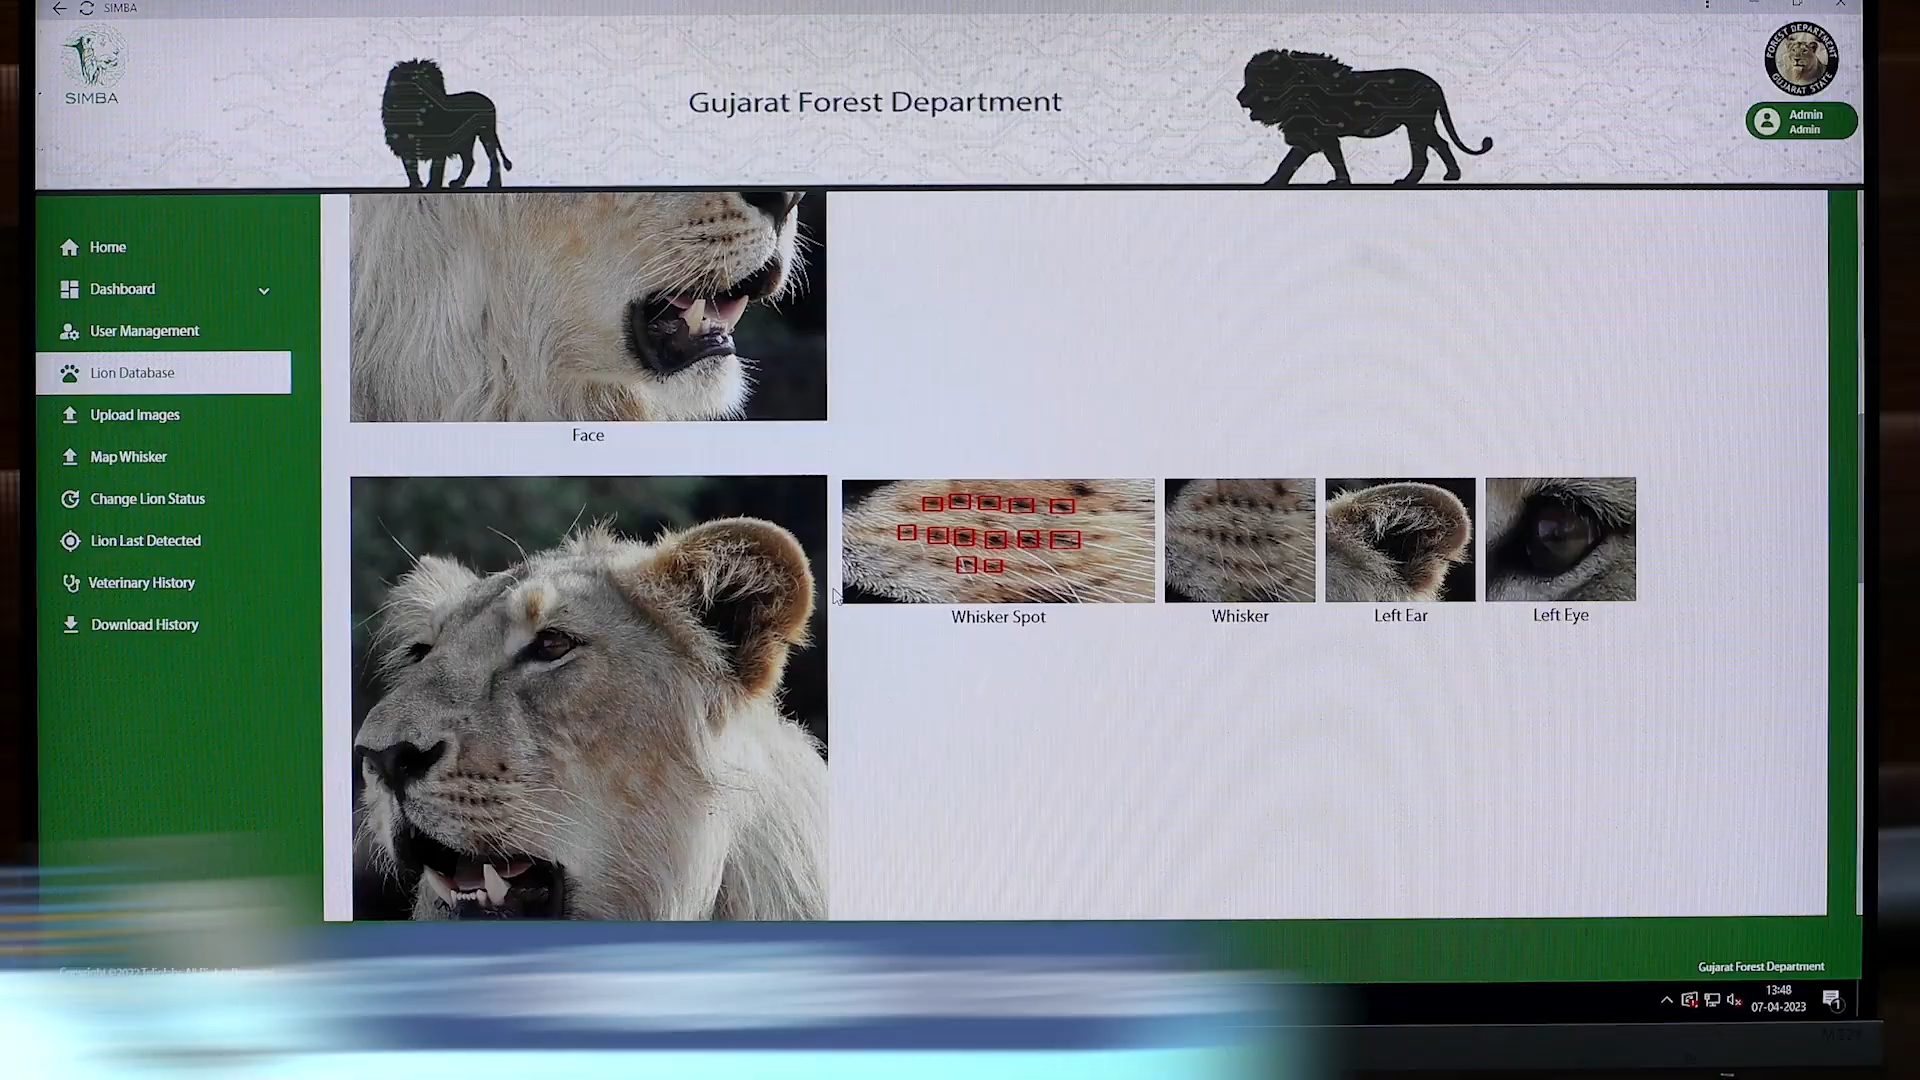 SIMBA
SIMBA
Gujarat Forest Department
FOREST DEPARTMENT
GUJARAT STATE
Admin
Admin
Home
Dashboard
User Management
Lion Database
Upload Images
Map Whisker
Change Lion Status
Lion Last Detected
Veterinary History
Download History
Face
Whisker Spot
Whisker
Left Ear
Left Eye
Gujarat Forest Department
13:48
07-04-2023
1